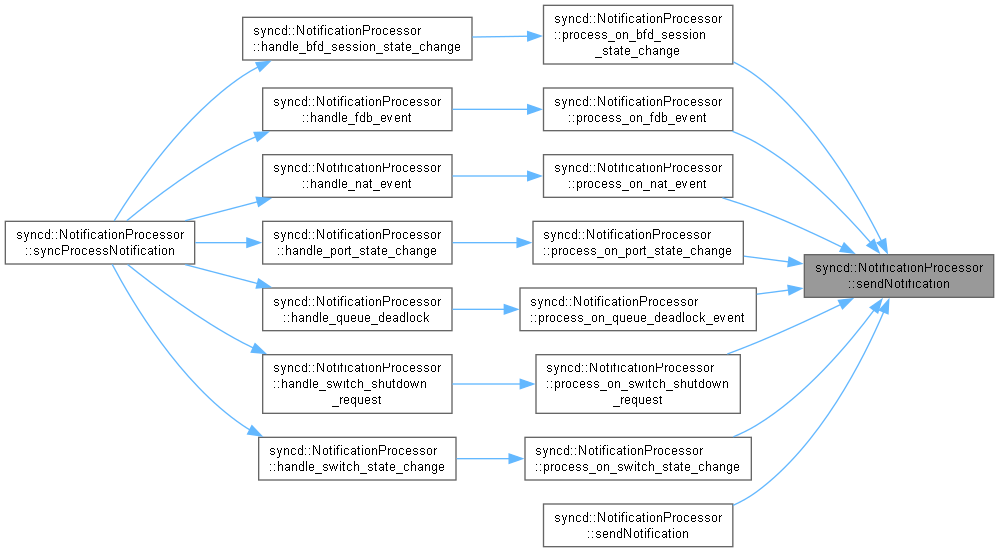 syncd::NotificationProcessor
::handle_bfd_session_state_change
syncd::NotificationProcessor
::process_on_bfd_session
_state_change
syncd::NotificationProcessor
::handle_fdb_event
syncd::NotificationProcessor
::process_on_fdb_event
syncd::NotificationProcessor
::handle_nat_event
syncd::NotificationProcessor
::process_on_nat_event
syncd::NotificationProcessor
::syncProcessNotification
syncd::NotificationProcessor
::handle_port_state_change
syncd::NotificationProcessor
::process_on_port_state_change
syncd::NotificationProcessor
::sendNotification
syncd::NotificationProcessor
::handle_queue_deadlock
syncd::NotificationProcessor
::process_on_queue_deadlock_event
syncd::NotificationProcessor
::handle_switch_shutdown
_request
syncd::NotificationProcessor
::process_on_switch_shutdown
_request
syncd::NotificationProcessor
::handle_switch_state_change
syncd::NotificationProcessor
::process_on_switch_state_change
syncd::NotificationProcessor
::sendNotification